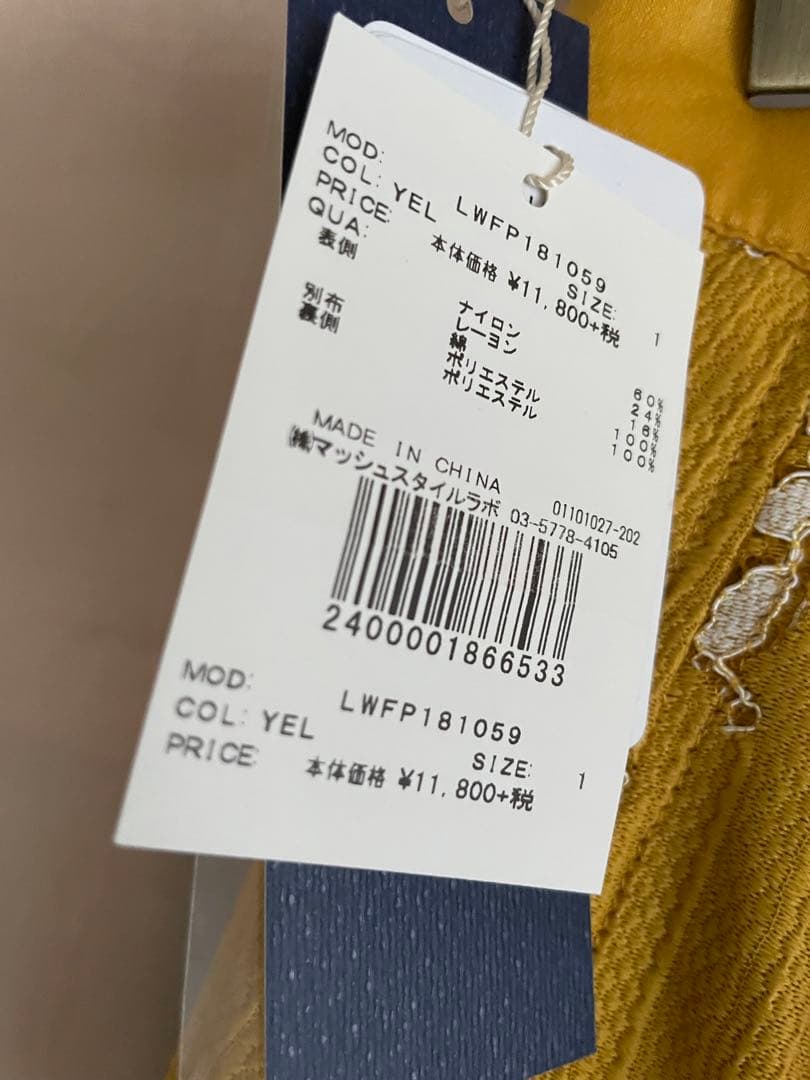 MOD: LWFP181059
COL: YEL SIZE: 1
PRICE: 本体価格 ¥11,800+税
QUA:
表側 ナイロン 60%
レーヨン 24%
綿 16%
別布 ポリエステル 100%
裏側 ポリエステル 100%
MADE IN CHINA 01101027-202
㈱マッシュスタイルラボ 03-5778-4105
2400001866533
MOD: LWFP181059
COL: YEL SIZE: 1
PRICE: 本体価格 ¥11,800+税